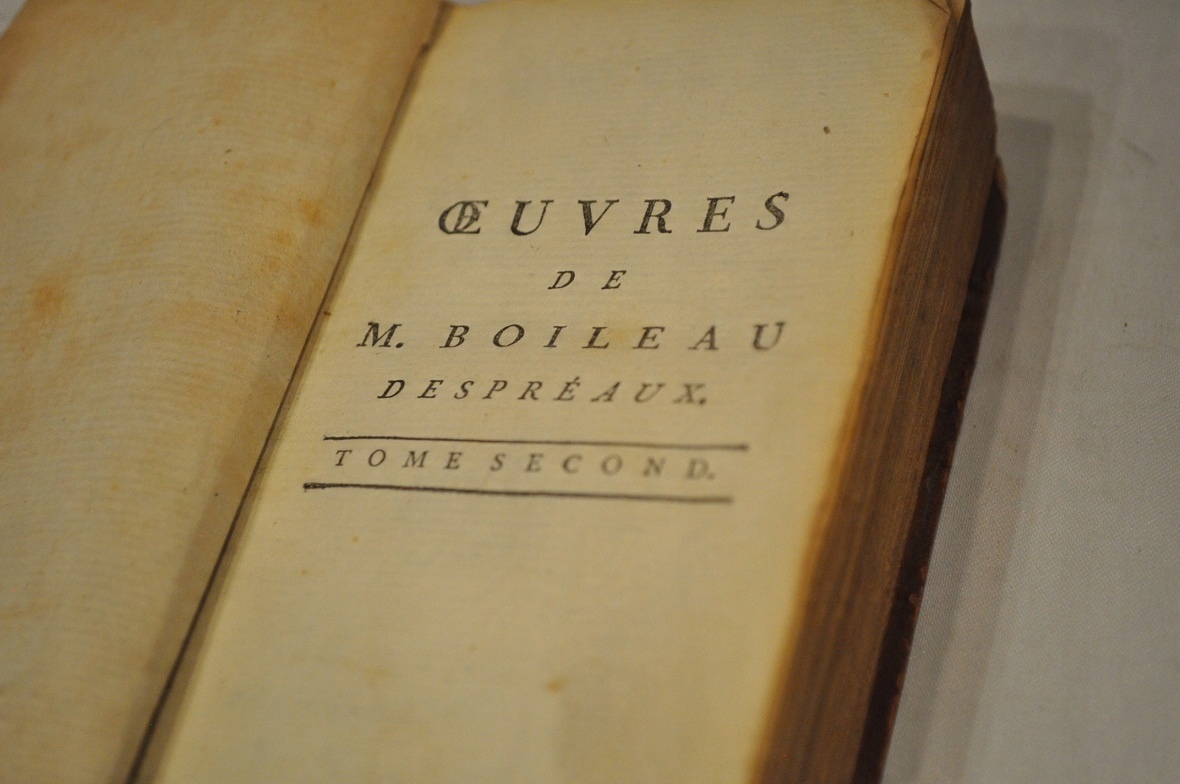 ŒUVRES
DE
M. BOILEAU
DESPRÉAUX.
TOME SECOND.